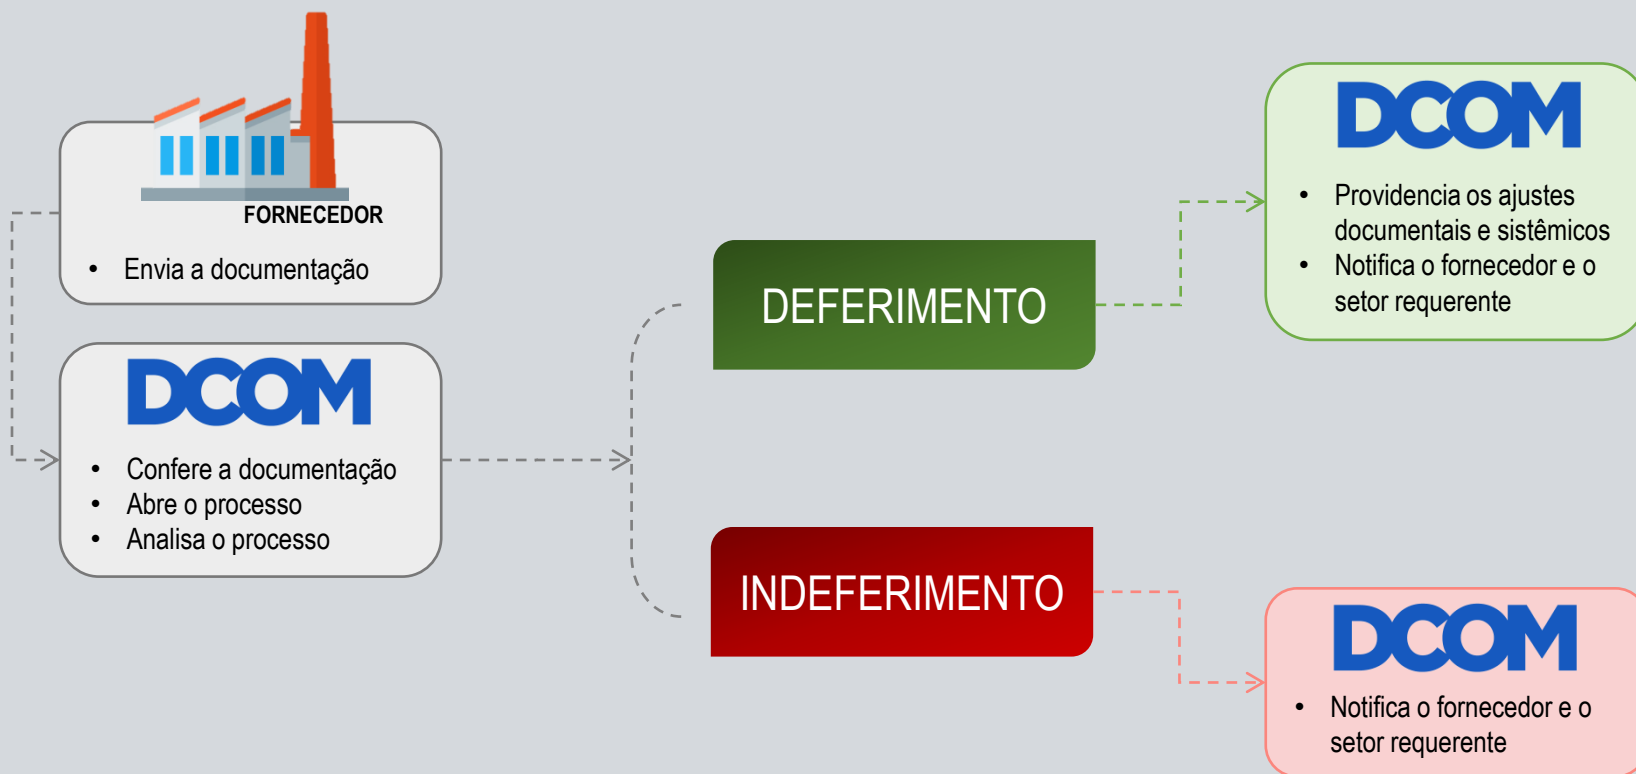 FORNECEDOR
• Envia a documentação
DCOM
• Confere a documentação
• Abre o processo
• Analisa o processo
DEFERIMENTO
INDEFERIMENTO
DCOM
• Providencia os ajustes
documentais e sistêmicos
• Notifica o fornecedor e o
setor requerente
DCOM
• Notifica o fornecedor e o
setor requerente